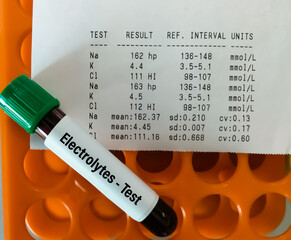 TEST RESULT REF. INTERVAL UNITS
Na 162 hp 136-148 mmol/L
K 4.4 3.5-5.1 mmol/L
Cl 111 HI 98-107 mmol/L
Na 163 hp 136-148 mmol/L
K 4.5 3.5-5.1 mmol/L
Cl 112 HI 98-107 mmol/L
Na mean:162.37 sd:0.210 cv:0.13
K mean:4.45 sd:0.007 cv:0.17
Cl mean:111.16 sd:0.668 cv:0.60
Electrolytes - Test